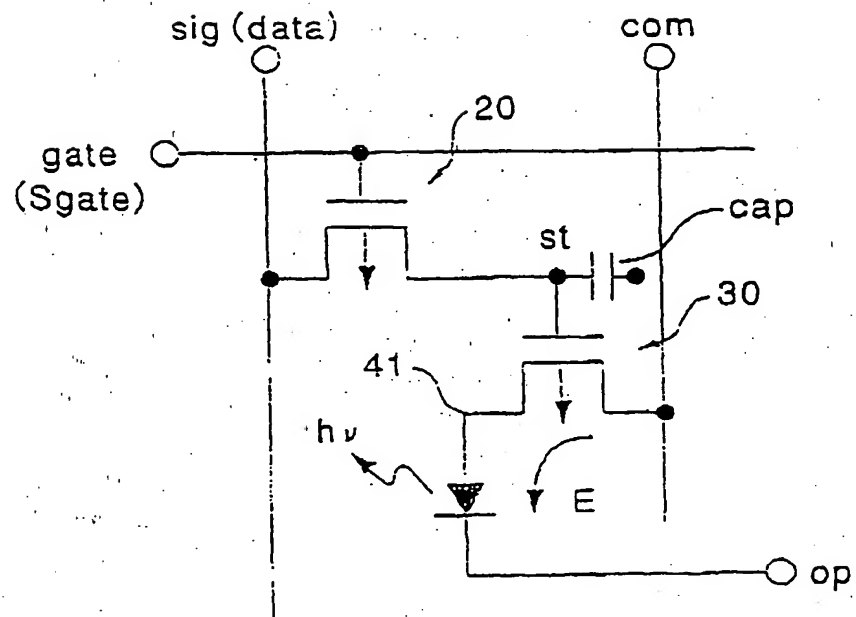 sig (data)
com
20
gate
(Sgate)
cap
st
30
41
hν
E
op